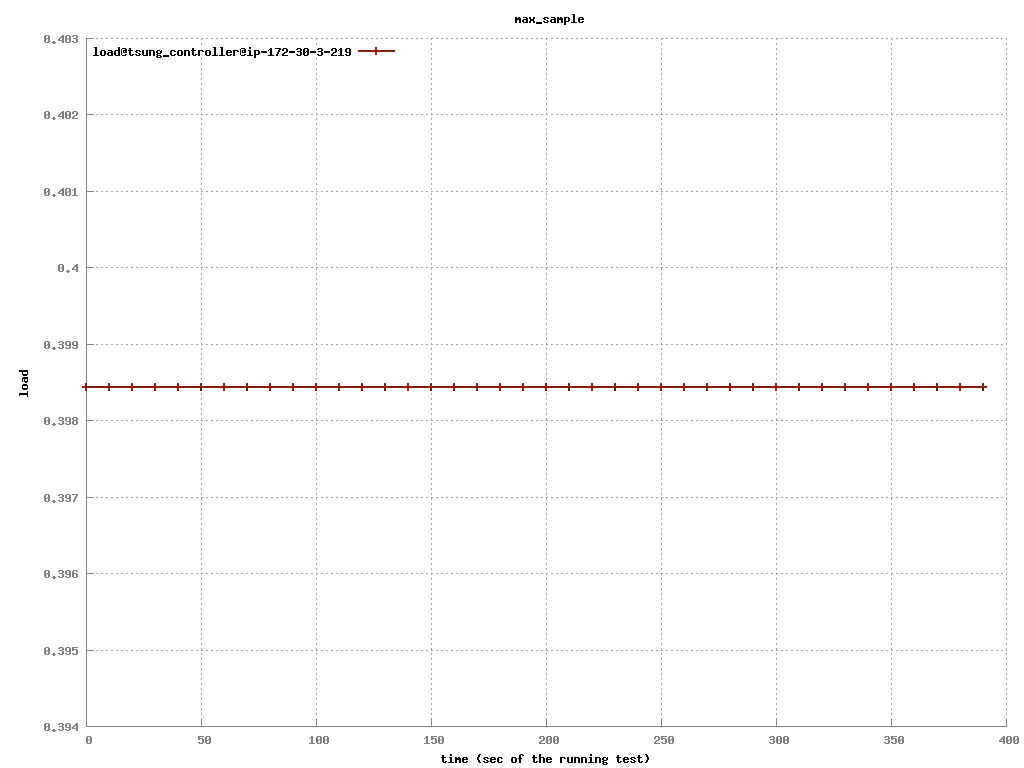 max_sample
load@tsung_controller@ip-172-30-3-219
0.403
0.402
0.401
0.4
0.399
0.398
0.397
0.396
0.395
0.394
load
0 50 100 150 200 250 300 350 400
time (sec of the running test)